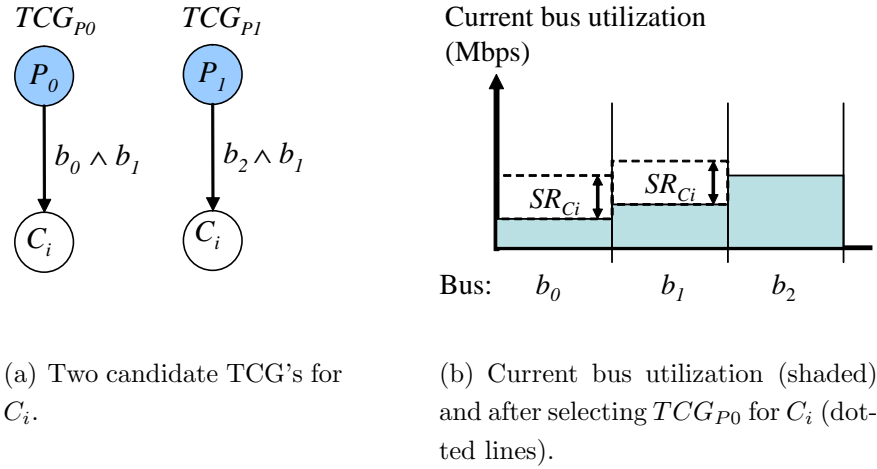 TCG_P0 TCG_P1
P_0 P_1
b_0 ∧ b_1 b_2 ∧ b_1
C_i C_i
(a) Two candidate TCG's for
C_i.
Current bus utilization
(Mbps)
SR_Ci SR_Ci
Bus: b_0 b_1 b_2
(b) Current bus utilization (shaded)
and after selecting TCG_P0 for C_i (dot-
ted lines).